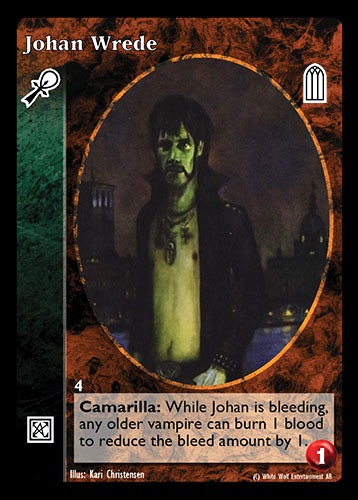 Johan Wrede
4
Camarilla: While Johan is bleeding,
any older vampire can burn 1 blood
to reduce the bleed amount by 1.
1
Illus: Kari Christensen
(C) White Wolf Entertainment AB